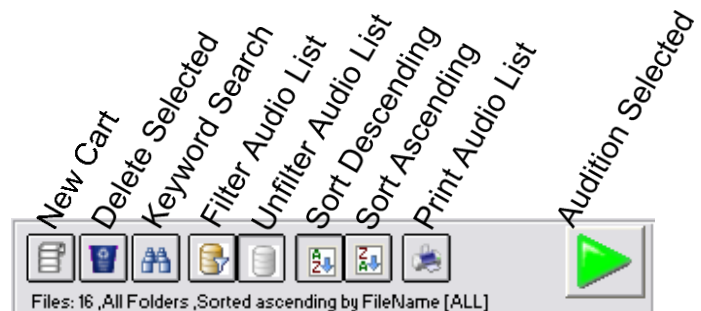 New Cart
Delete Selected
Keyword Search
Filter Audio List
Unfilter Audio List
Sort Descending
Sort Ascending
Print Audio List
Audition Selected
A
Z
Z
A
Files: 16 ,All Folders ,Sorted ascending by FileName [ALL]